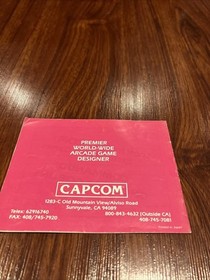 PREMIER
WORLD-WIDE
ARCADE GAME
DESIGNER
CAPCOM
1283-C Old Mountain View/Alviso Road
Sunnyvale, CA 94089
Telex: 62916740
FAX: 408/745-7920
800-843-4632 (Outside CA)
408-745-7081